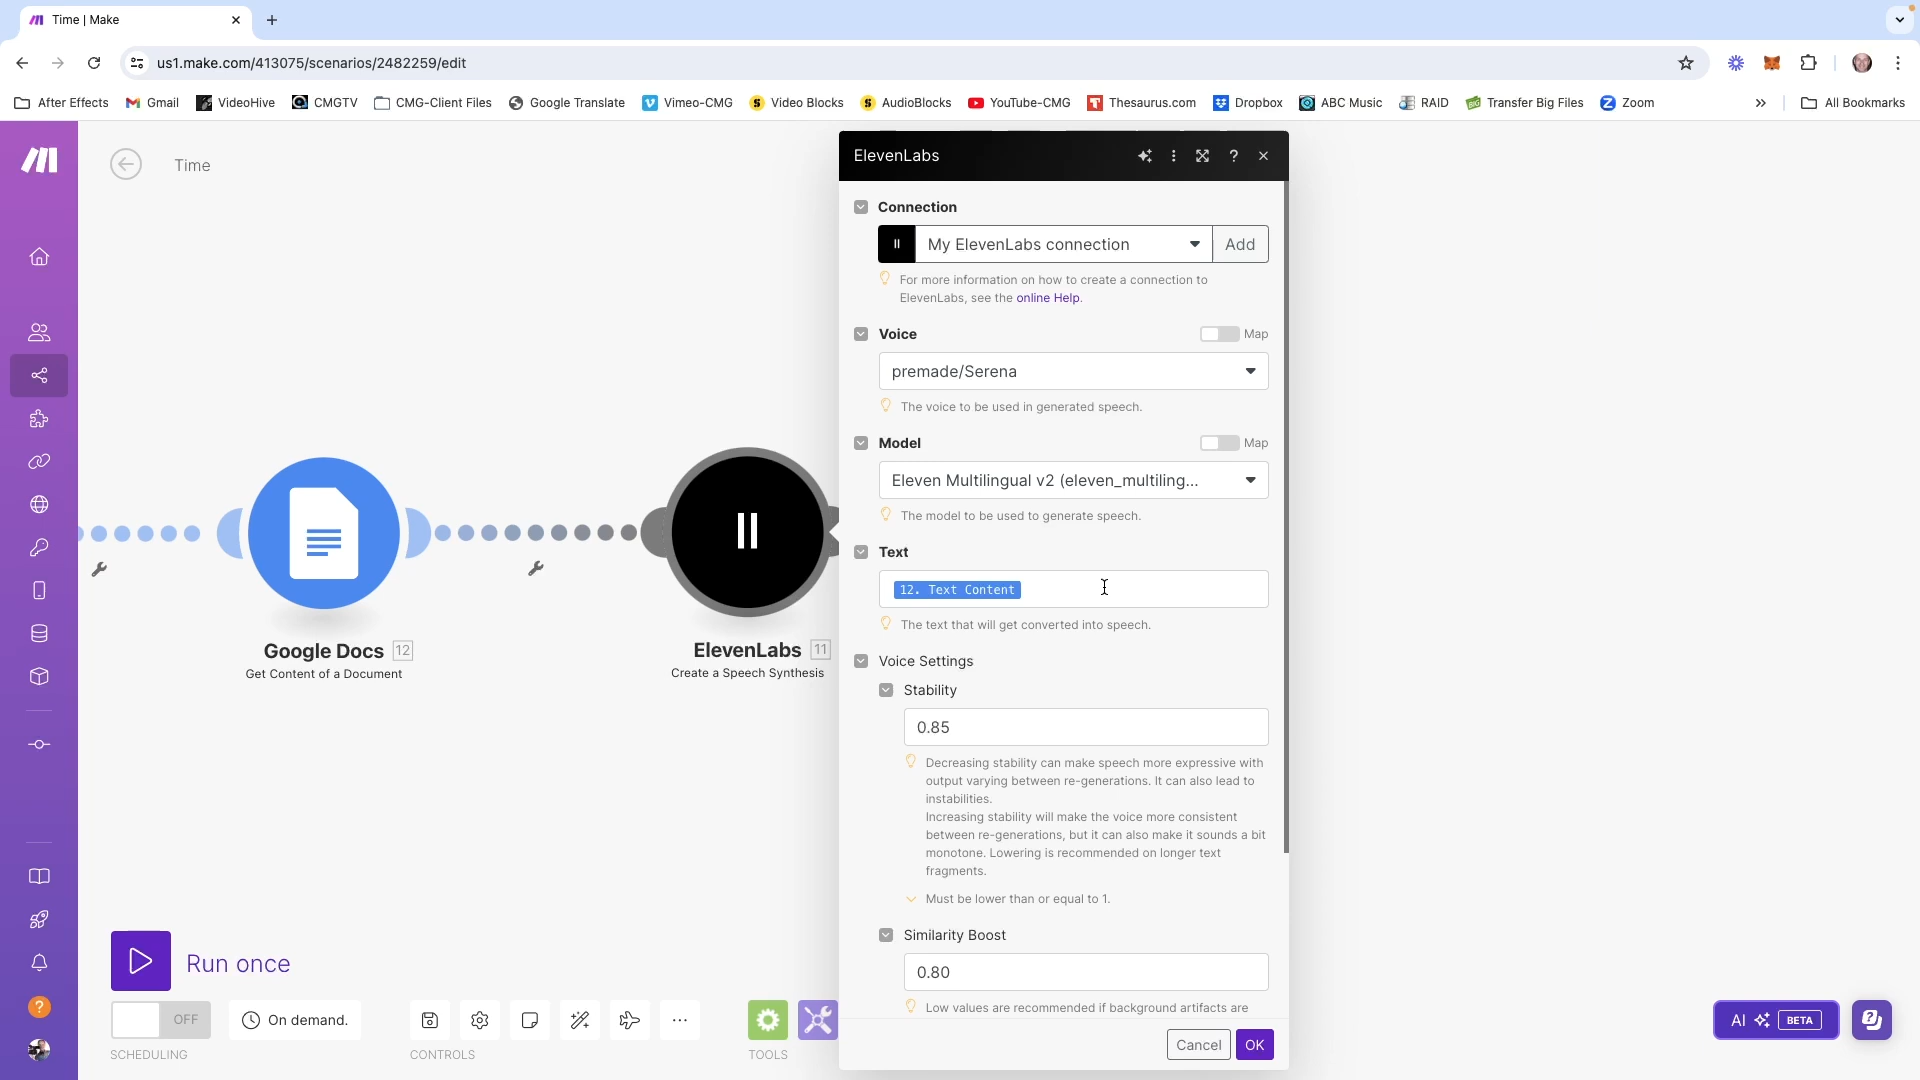 Time | Make
us1.make.com/413075/scenarios/2482259/edit
After Effects
Gmail
VideoHive
CMGTV
CMG-Client Files
Google Translate
Vimeo-CMG
Video Blocks
AudioBlocks
YouTube-CMG
Thesaurus.com
Dropbox
ABC Music
RAID
Transfer Big Files
Zoom
»
All Bookmarks
Time
ElevenLabs
?
Connection
My ElevenLabs connection
Add
For more information on how to create a connection to
ElevenLabs, see the online Help.
Voice
Map
premade/Serena
The voice to be used in generated speech.
Model
Map
Eleven Multilingual v2 (eleven_multiling...
The model to be used to generate speech.
Text
12. Text Content
The text that will get converted into speech.
Voice Settings
Stability
0.85
Decreasing stability can make speech more expressive with
output varying between re-generations. It can also lead to
instabilities.
Increasing stability will make the voice more consistent
between re-generations, but it can also make it sounds a bit
monotone. Lowering is recommended on longer text
fragments.
Must be lower than or equal to 1.
Similarity Boost
0.80
Low values are recommended if background artifacts are
Cancel
OK
Google Docs 12
Get Content of a Document
ElevenLabs 11
Create a Speech Synthesis
Run once
OFF
On demand.
SCHEDULING
CONTROLS
TOOLS
AI
BETA